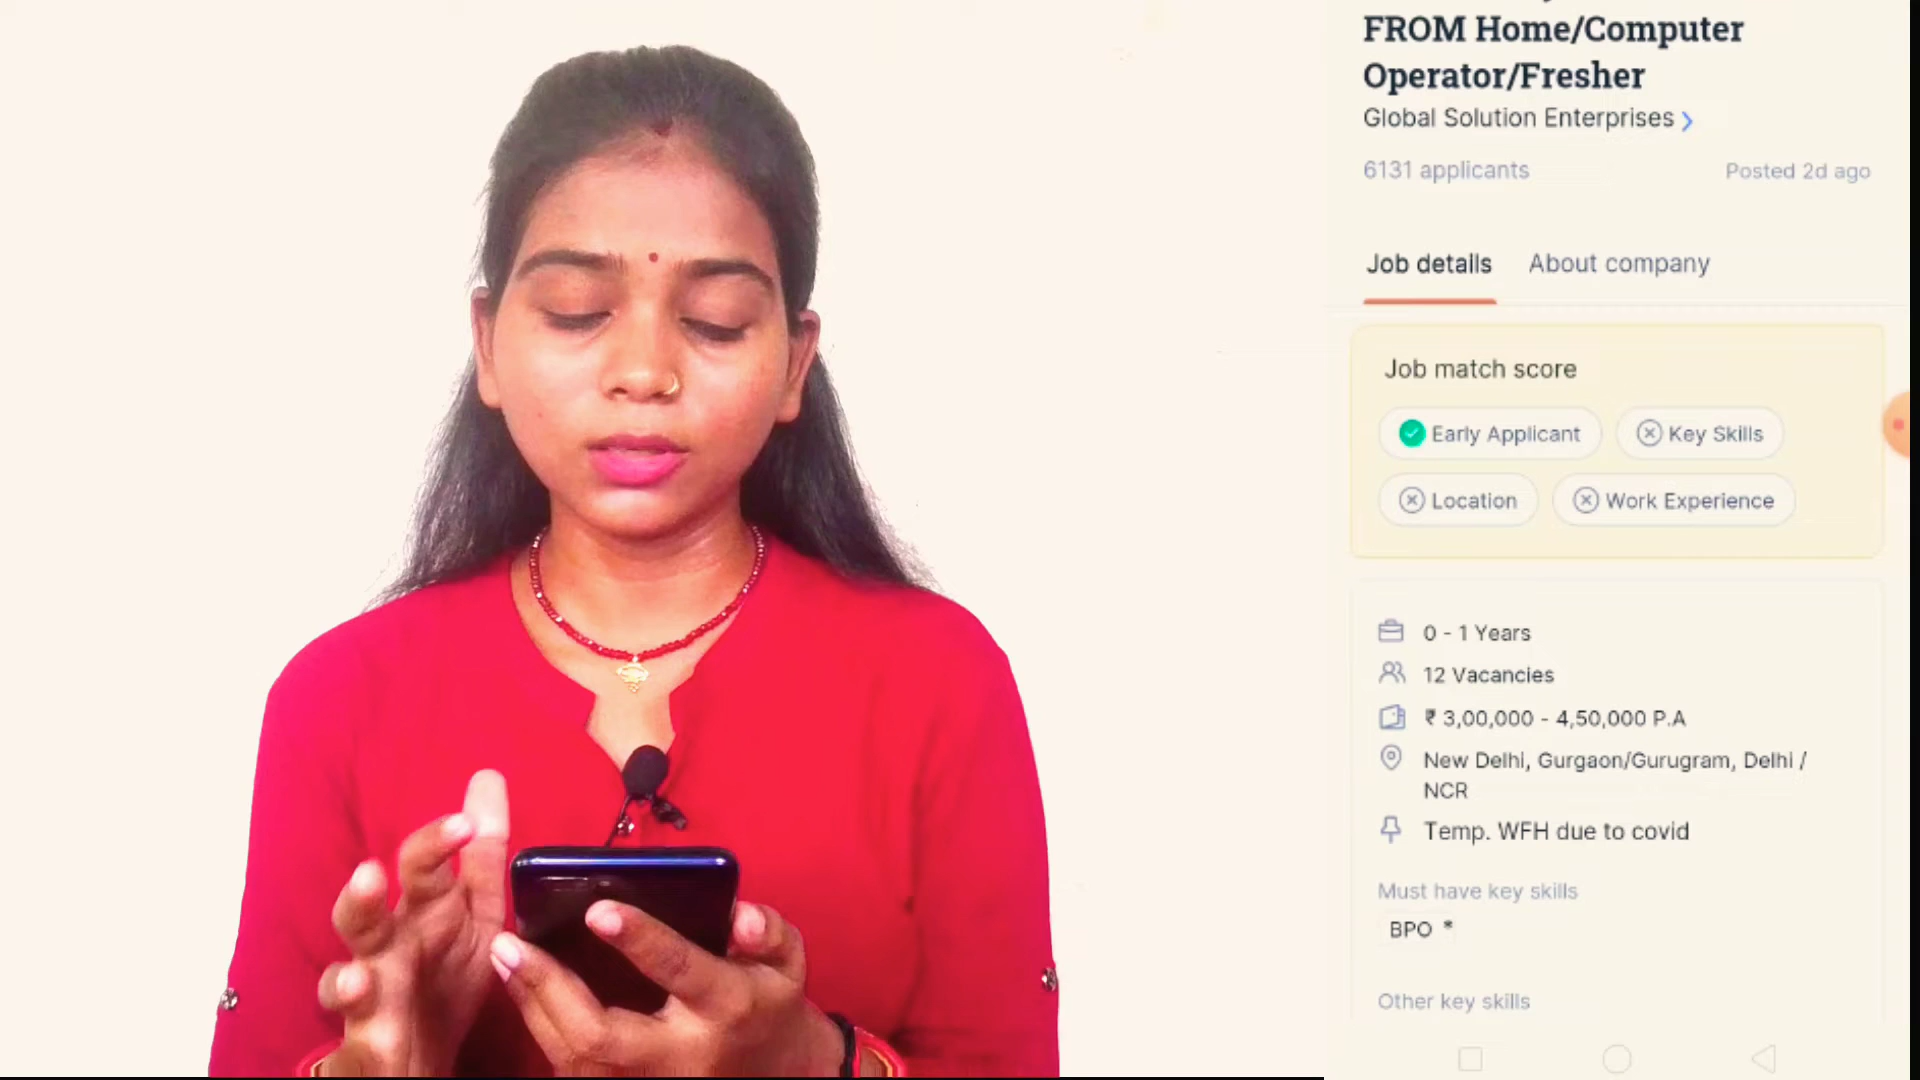 FROM Home/Computer
Operator/Fresher
Global Solution Enterprises
6131 applicants
Posted 2d ago
Job details
About company
Job match score
Early Applicant
Key Skills
Location
Work Experience
0 - 1 Years
12 Vacancies
₹ 3,00,000 - 4,50,000 P.A
New Delhi, Gurgaon/Gurugram, Delhi /
NCR
Temp. WFH due to covid
Must have key skills
BPO *
Other key skills